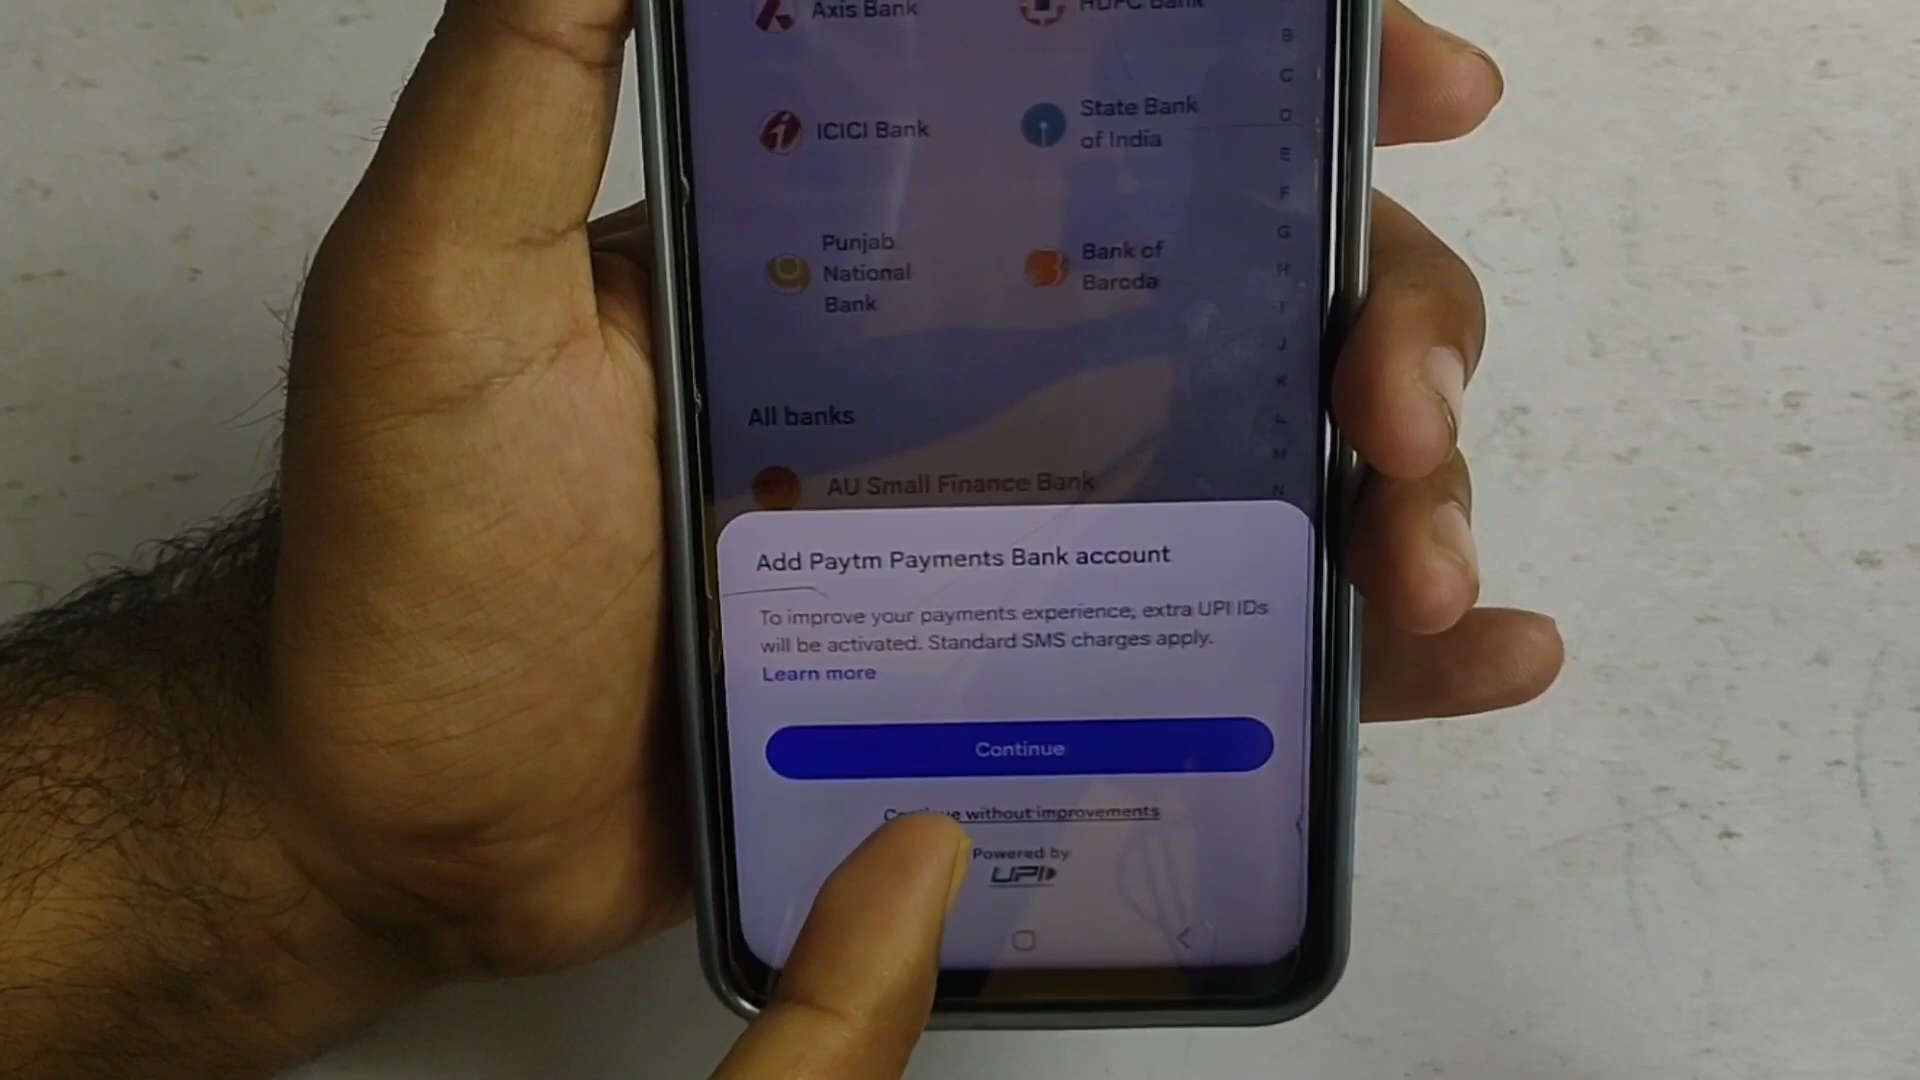 Axis Bank
HDFC Bank
ICICI Bank
State Bank
of India
Punjab
National
Bank
Bank of
Baroda
All banks
AU Small Finance Bank
B
C
D
E
F
G
H
I
J
K
L
M
N
Add Paytm Payments Bank account
To improve your payments experience, extra UPI IDs
will be activated. Standard SMS charges apply.
Learn more
Continue
Continue without improvements
Powered by
UPI